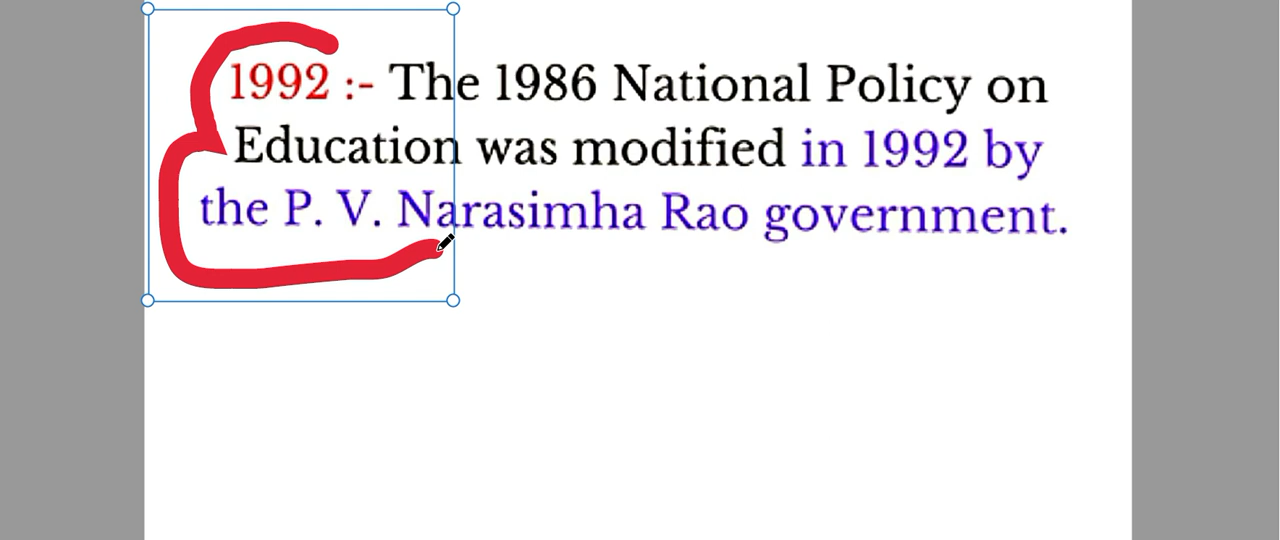 1992 :- The 1986 National Policy on
Education was modified in 1992 by
the P. V. Narasimha Rao government.